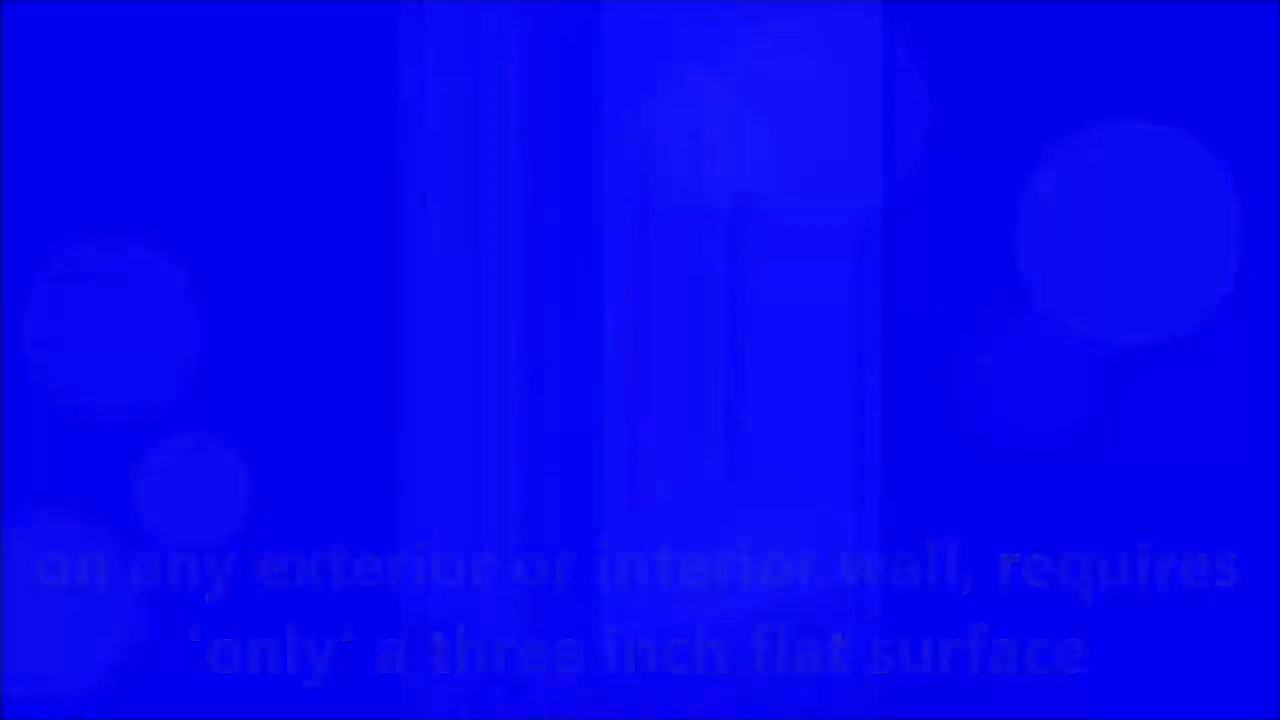 on any exterior or interior wall, requires
'only' a three inch flat surface